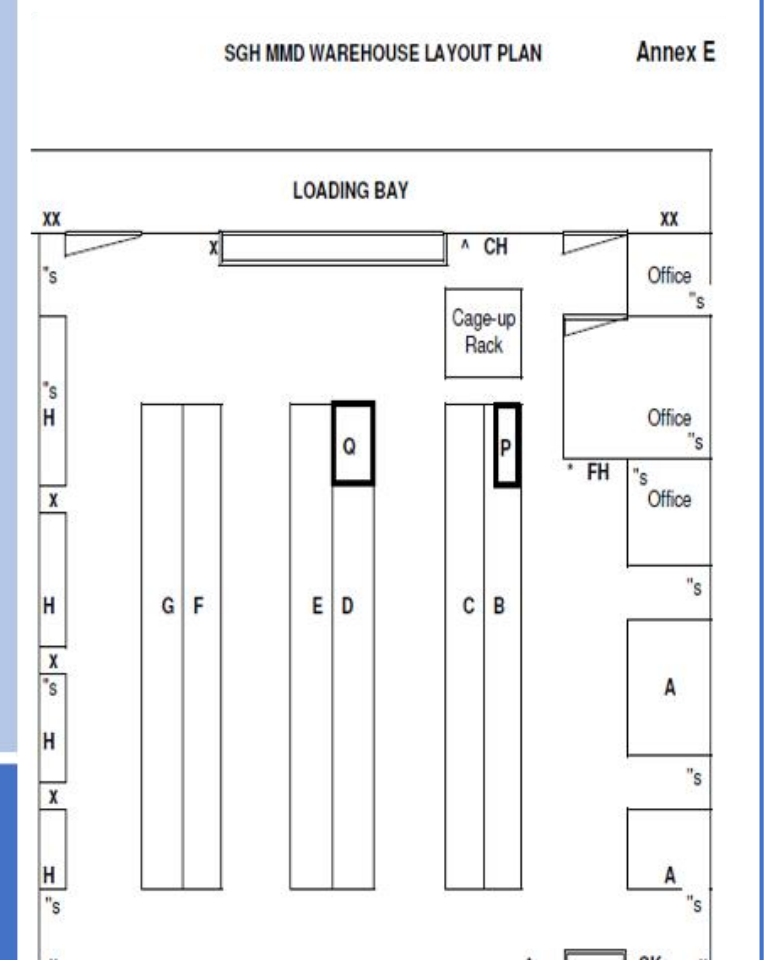 SGH MMD WAREHOUSE LAYOUT PLAN Annex E
LOADING BAY
XX XX
X ^ CH
"s Office
"s
Cage-up
Rack
"s
H Q P Office
"s
* FH "s
X Office
"s
H G F E D C B
X
"s A
H
"s
X
H A
"s "s